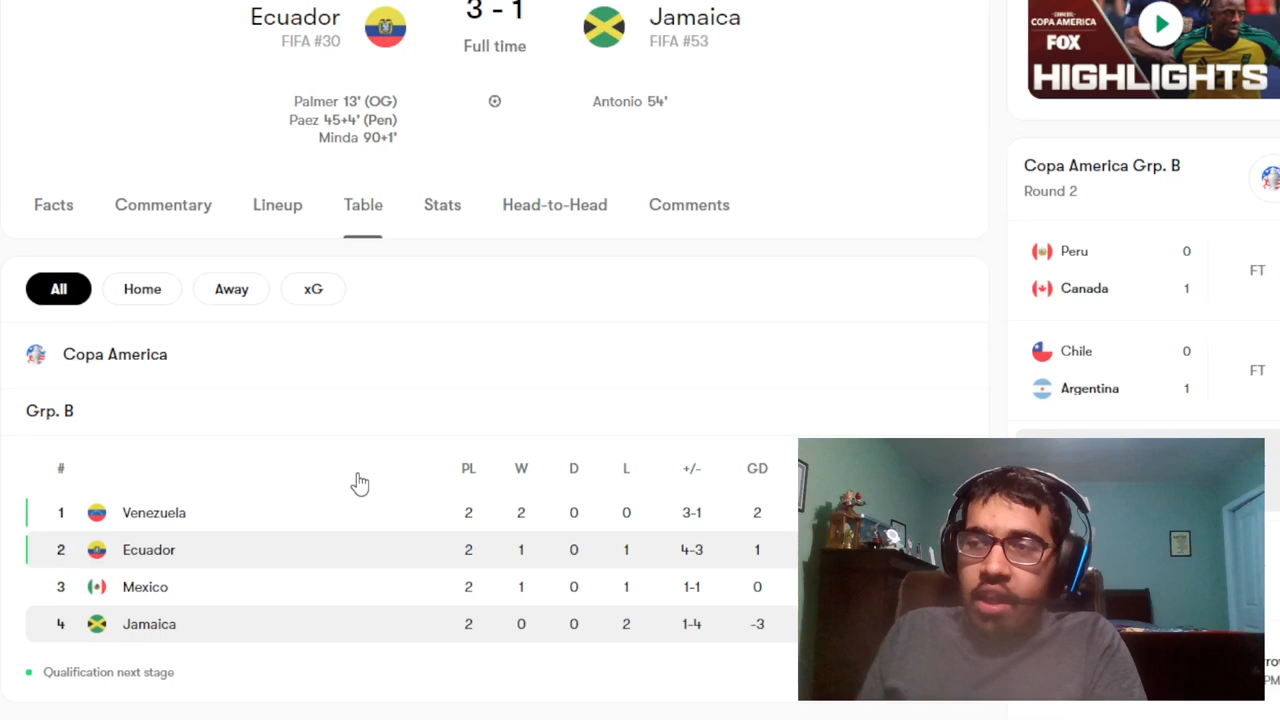 Ecuador 3 - 1 Jamaica
FIFA #30 Full time FIFA #53
Palmer 13' (OG) Antonio 54'
Paez 45+4' (Pen)
Minda 90+1'
Facts Commentary Lineup Table Stats Head-to-Head Comments
All Home Away xG
Copa America
Grp. B
# PL W D L +/- GD
1 Venezuela 2 2 0 0 3-1 2
2 Ecuador 2 1 0 1 4-3 1
3 Mexico 2 1 0 1 1-1 0
4 Jamaica 2 0 0 2 1-4 -3
Qualification next stage
COPA AMERICA
FOX
HIGHLIGHTS
Copa America Grp. B
Round 2
Peru 0
FT
Canada 1
Chile 0
FT
Argentina 1